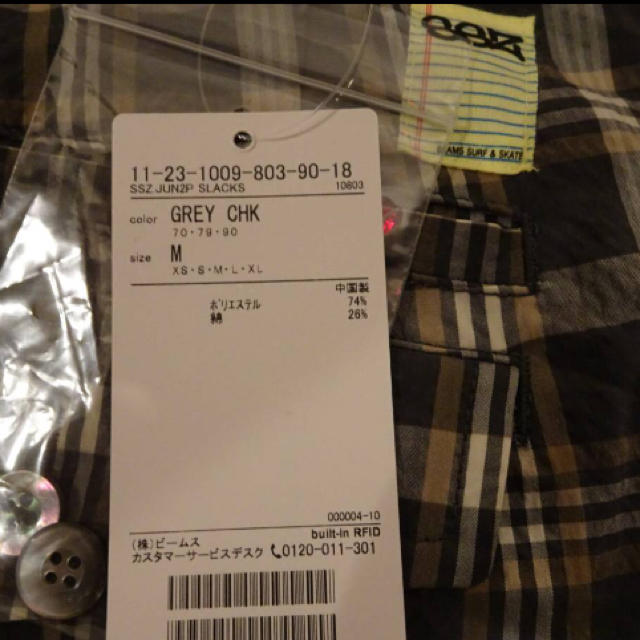 SSZ
BEAMS SURF & SKATE
11-23-1009-803-90-18
SSZ JUN2P SLACKS 10803
color GREY CHK
70・79・90
size M
XS・S・M・L・XL
中国製
ポリエステル 74%
綿 26%
000004-10
built-in RFID
(株)ビームス
カスタマーサービスデスク 0120-011-301